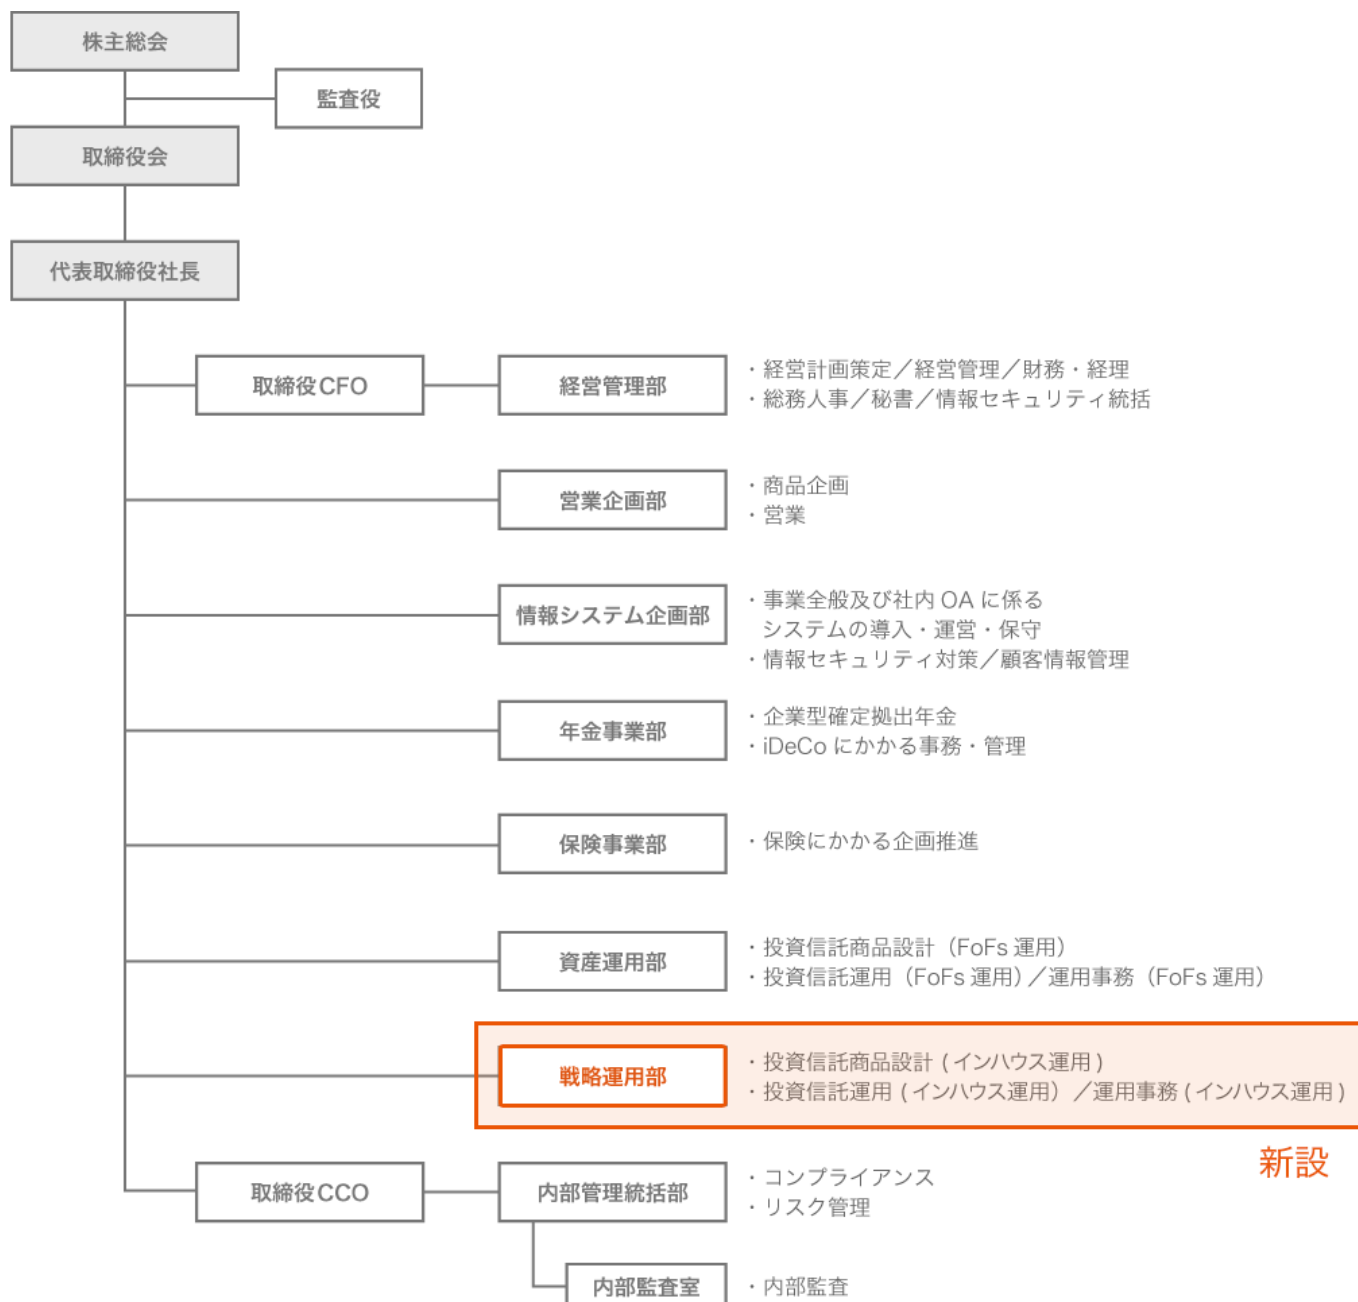 株主総会
監査役
取締役会
代表取締役社長
取締役CFO
経営管理部
・経営計画策定／経営管理／財務・経理
・総務人事／秘書／情報セキュリティ統括
営業企画部
・商品企画
・営業
情報システム企画部
・事業全般及び社内 OA に係る
システムの導入・運営・保守
・情報セキュリティ対策／顧客情報管理
年金事業部
・企業型確定拠出年金
・iDeCo にかかる事務・管理
保険事業部
・保険にかかる企画推進
資産運用部
・投資信託商品設計（FoFs 運用）
・投資信託運用（FoFs 運用）／運用事務（FoFs 運用）
戦略運用部
・投資信託商品設計 ( インハウス運用 )
・投資信託運用 ( インハウス運用）／運用事務 ( インハウス運用 )
新設
取締役CCO
内部管理統括部
・コンプライアンス
・リスク管理
内部監査室
・内部監査